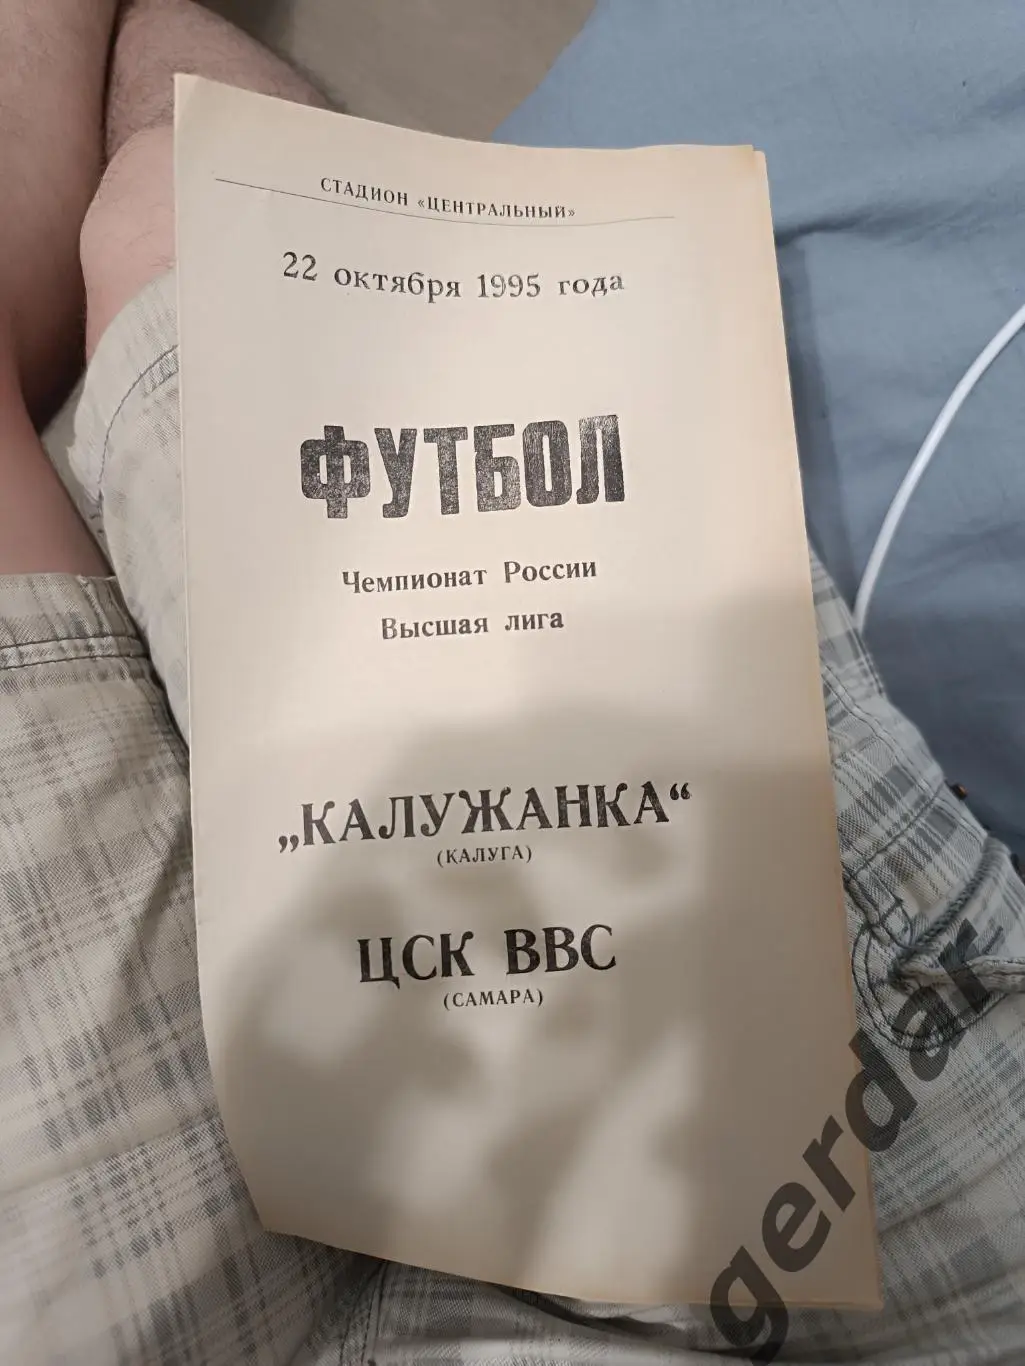 СТАДИОН «ЦЕНТРАЛЬНЫЙ»
22 октября 1995 года
ФУТБОЛ
Чемпионат России
Высшая лига
„КАЛУЖАНКА“
(КАЛУГА)
ЦСК ВВС
(САМАРА)
gerdar